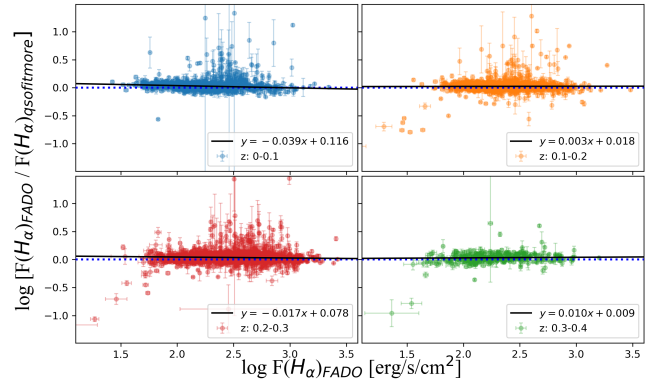 log [F(Hα)FADO / F(Hα)qsofitmore]
1.0
0.5
0.0
−0.5
−1.0
y = −0.039x + 0.116
z: 0-0.1
y = 0.003x + 0.018
z: 0.1-0.2
1.0
0.5
0.0
−0.5
−1.0
y = −0.017x + 0.078
z: 0.2-0.3
y = 0.010x + 0.009
z: 0.3-0.4
1.5 2.0 2.5 3.0 3.5 1.5 2.0 2.5 3.0 3.5
log F(Hα)FADO [erg/s/cm²]